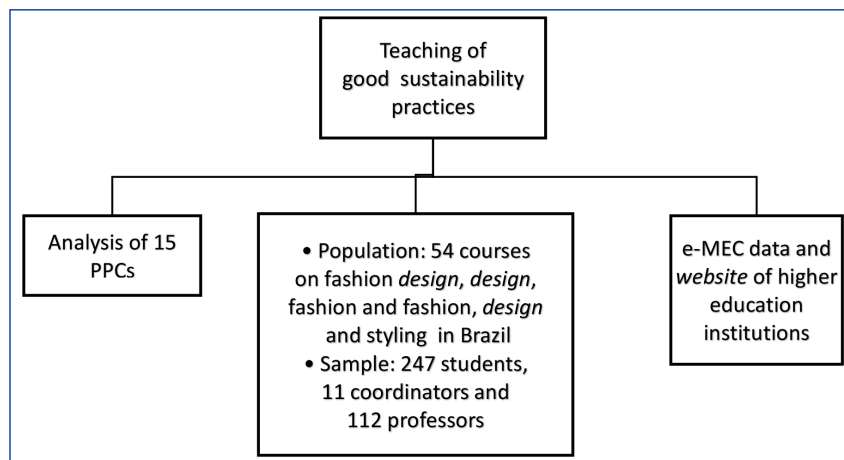 Teaching of
good sustainability
practices
Analysis of 15
PPCs
• Population: 54 courses
on fashion design, design,
fashion and fashion, design
and styling in Brazil
• Sample: 247 students,
11 coordinators and
112 professors
e-MEC data and
website of higher
education
institutions